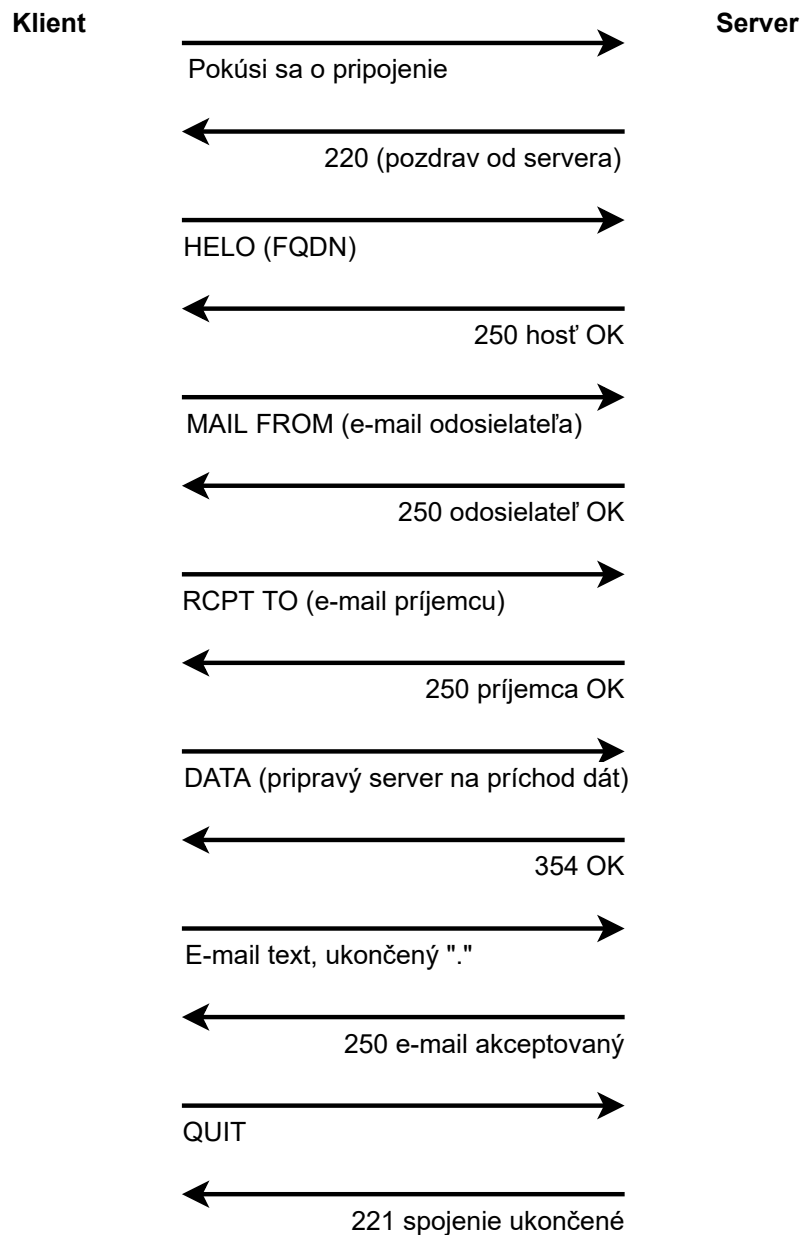 Klient
Server
Pokúsi sa o pripojenie
220 (pozdrav od servera)
HELO (FQDN)
250 hosť OK
MAIL FROM (e-mail odosielateľa)
250 odosielateľ OK
RCPT TO (e-mail príjemcu)
250 príjemca OK
DATA (pripravý server na príchod dát)
354 OK
E-mail text, ukončený "."
250 e-mail akceptovaný
QUIT
221 spojenie ukončené